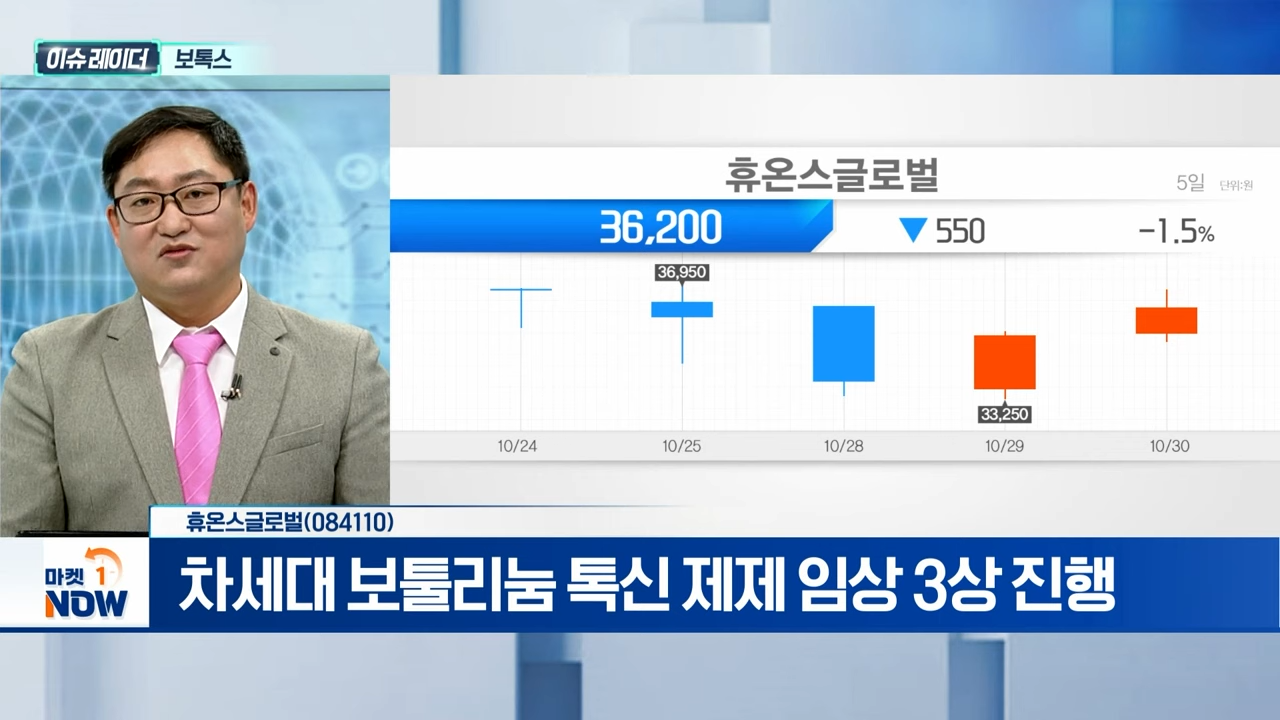 이슈 레이더 보톡스
휴온스글로벌
5일 단위:원
36,200 ▼ 550 -1.5%
36,950
33,250
10/24 10/25 10/28 10/29 10/30
휴온스글로벌(084110)
마켓 1
NOW
차세대 보툴리눔 톡신 제제 임상 3상 진행